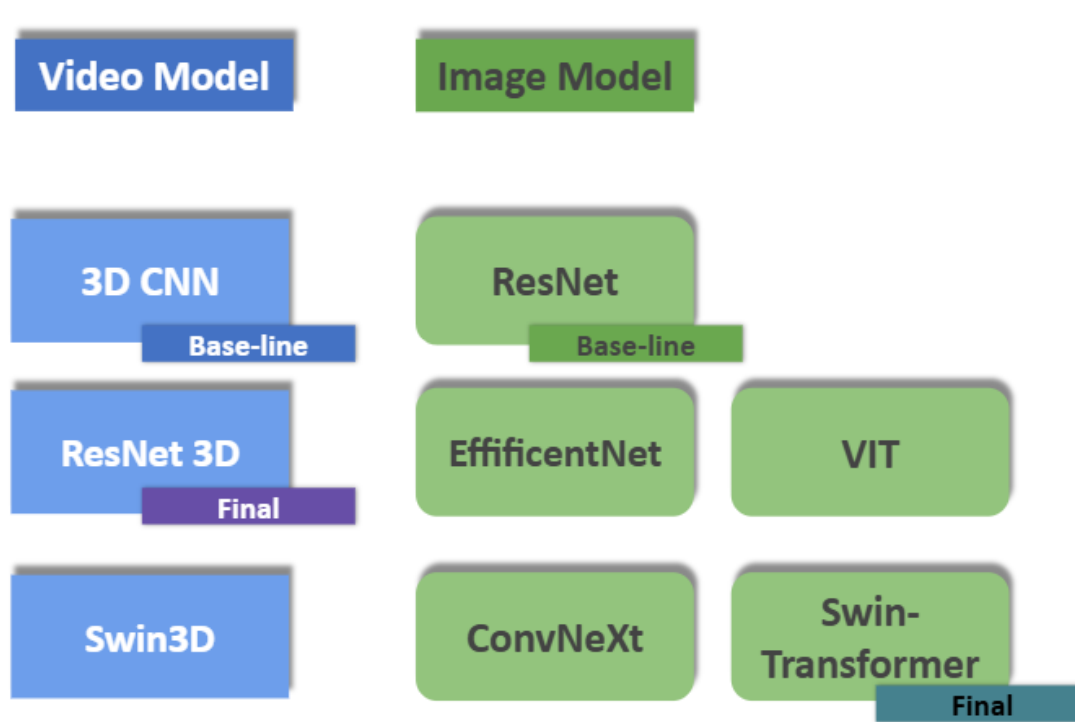 Video Model
Image Model
3D CNN
Base-line
ResNet
Base-line
ResNet 3D
Final
EffificentNet
VIT
Swin3D
ConvNeXt
Swin-
Transformer
Final